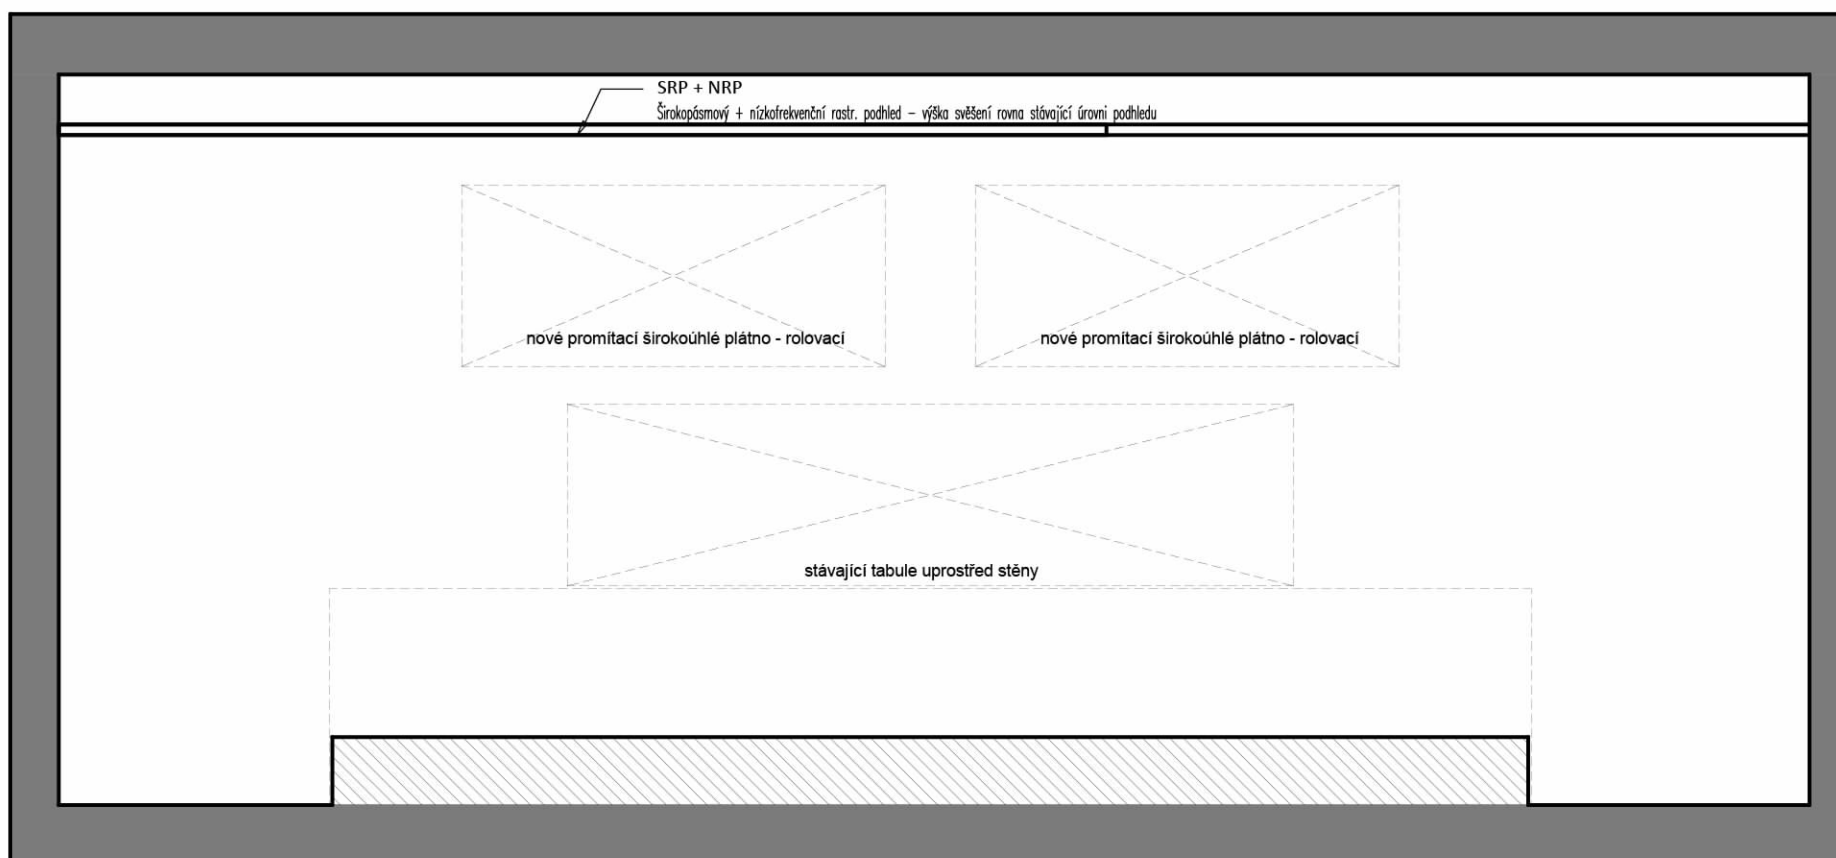 SRP + NRP
Širokopásmový + nízkofrekvenční rastr. podhled – výška svěšení rovna stávající úrovni podhledu
nové promítací širokoúhlé plátno - rolovací
nové promítací širokoúhlé plátno - rolovací
stávající tabule uprostřed stěny